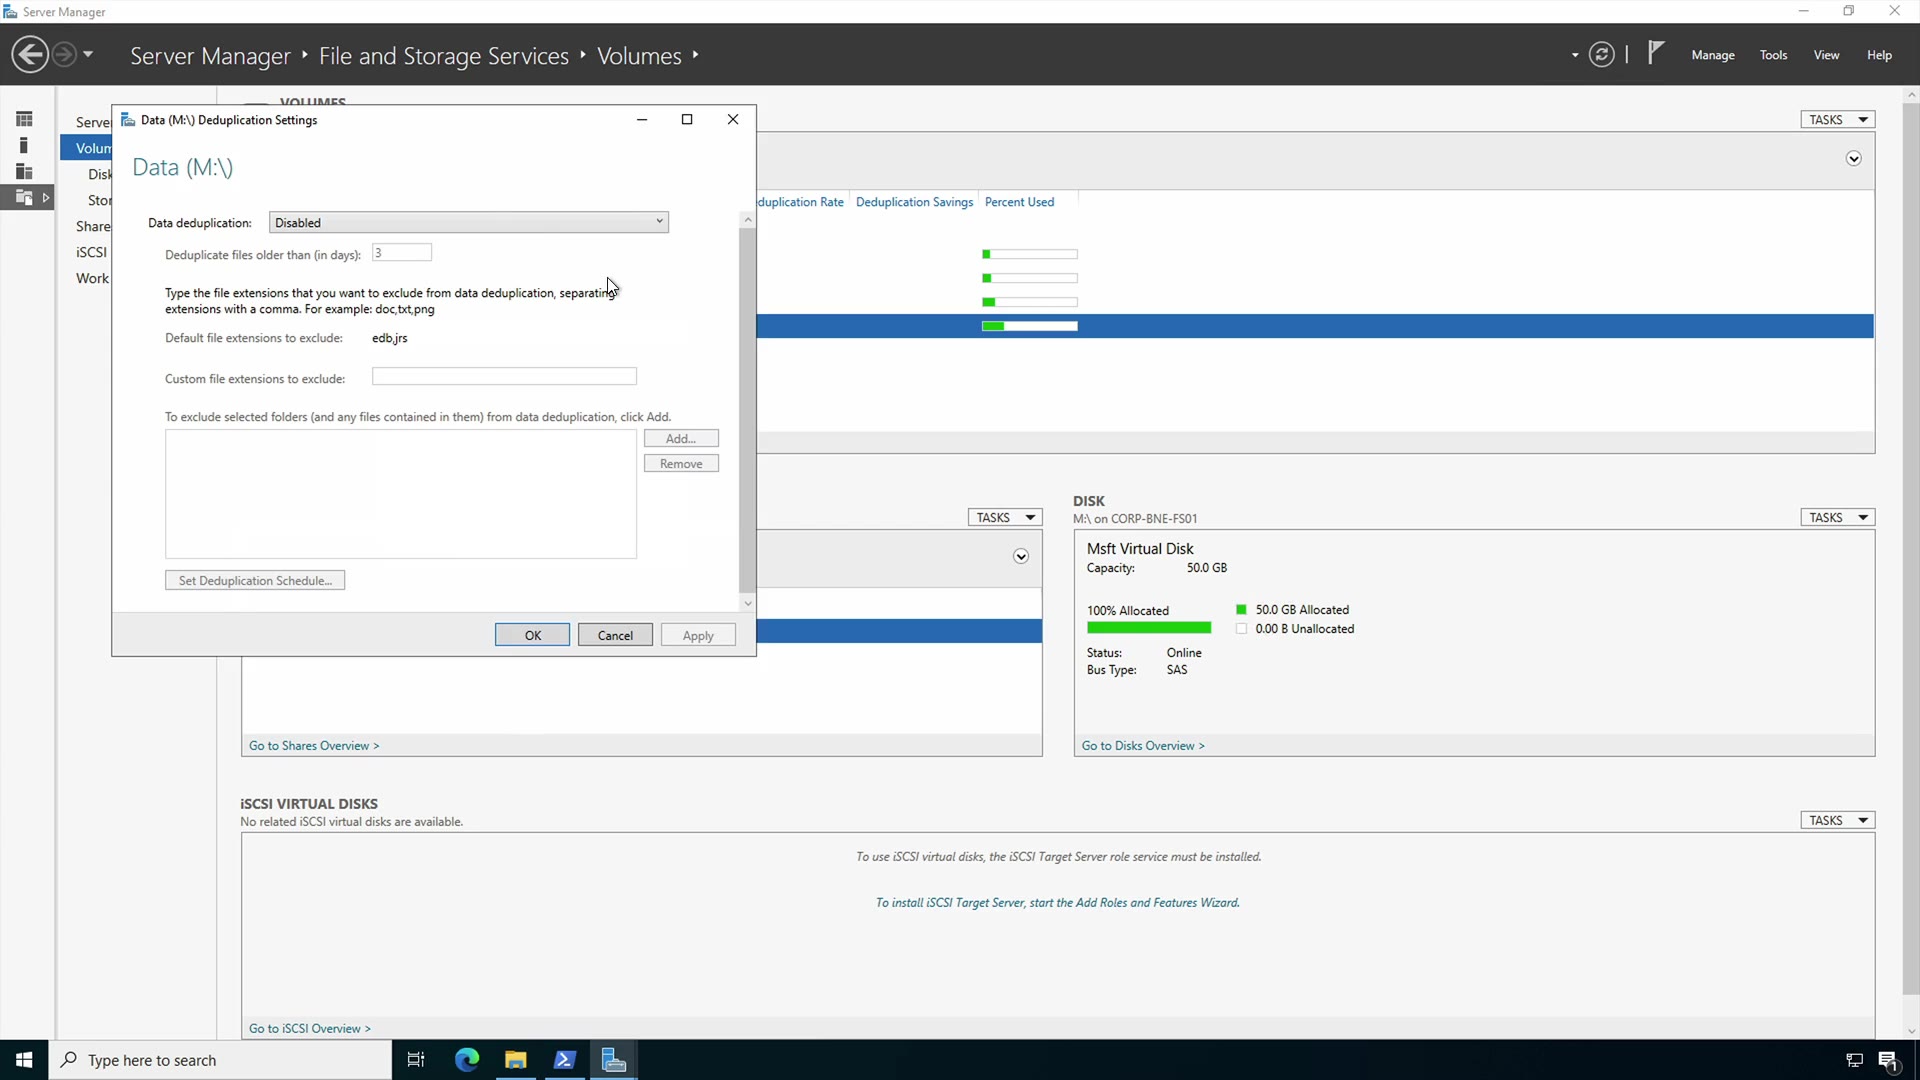 Server Manager
Server Manager ‣ File and Storage Services ‣ Volumes ‣
Manage Tools View Help
VOLUMES
TASKS
Data (M:\) Deduplication Settings
Data (M:\)
Data deduplication: Disabled
Deduplicate files older than (in days): 3
Type the file extensions that you want to exclude from data deduplication, separating
extensions with a comma. For example: doc,txt,png
Default file extensions to exclude: edb,jrs
Custom file extensions to exclude:
To exclude selected folders (and any files contained in them) from data deduplication, click Add.
Add...
Remove
Set Deduplication Schedule...
OK Cancel Apply
Serve
Volum
Disk
Stor
Share
iSCSI
Work
duplication Rate Deduplication Savings Percent Used
TASKS
Go to Shares Overview >
DISK
M:\ on CORP-BNE-FS01
TASKS
Msft Virtual Disk
Capacity: 50.0 GB
100% Allocated
50.0 GB Allocated
0.00 B Unallocated
Status: Online
Bus Type: SAS
Go to Disks Overview >
iSCSI VIRTUAL DISKS
No related iSCSI virtual disks are available.
TASKS
To use iSCSI virtual disks, the iSCSI Target Server role service must be installed.
To install iSCSI Target Server, start the Add Roles and Features Wizard.
Go to iSCSI Overview >
Type here to search
1